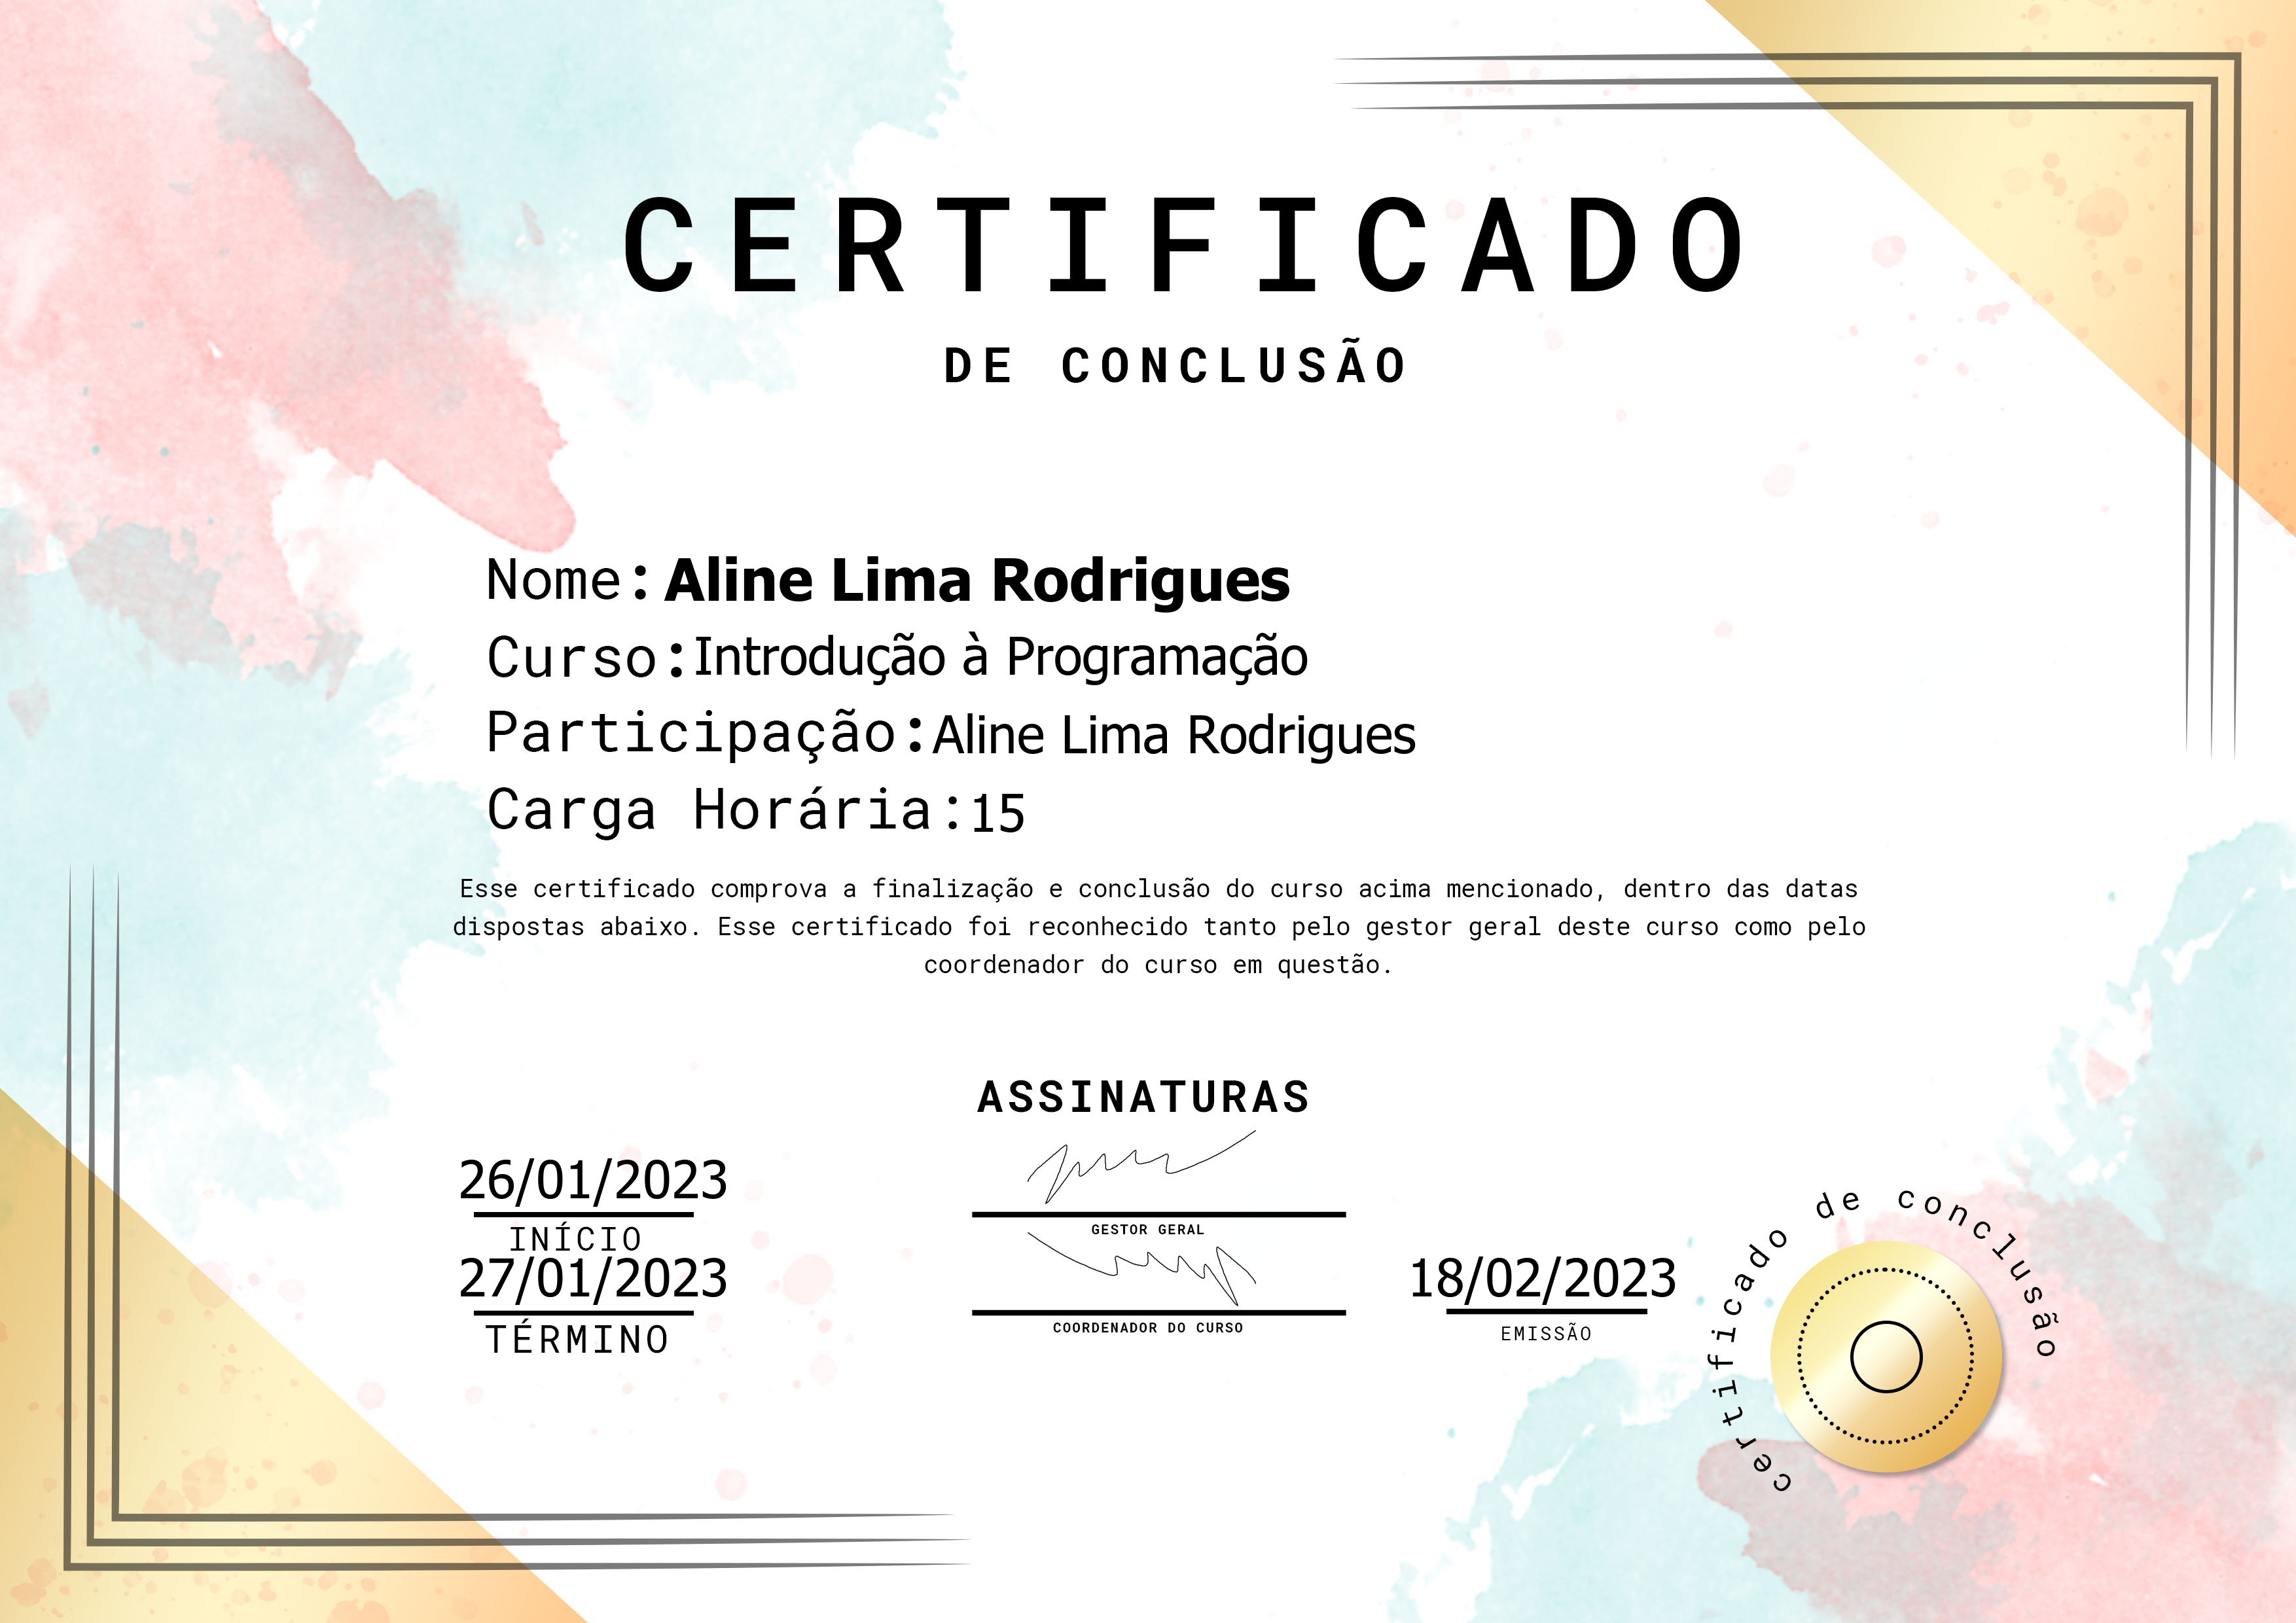 CERTIFICADO
DE CONCLUSÃO
Nome: Aline Lima Rodrigues
Curso:Introdução à Programação
Participação:Aline Lima Rodrigues
Carga Horária:15
Esse certificado comprova a finalização e conclusão do curso acima mencionado, dentro das datas
dispostas abaixo. Esse certificado foi reconhecido tanto pelo gestor geral deste curso como pelo
coordenador do curso em questão.
ASSINATURAS
26/01/2023
INÍCIO
GESTOR GERAL
27/01/2023
TÉRMINO
COORDENADOR DO CURSO
18/02/2023
EMISSÃO
certificado de conclusão